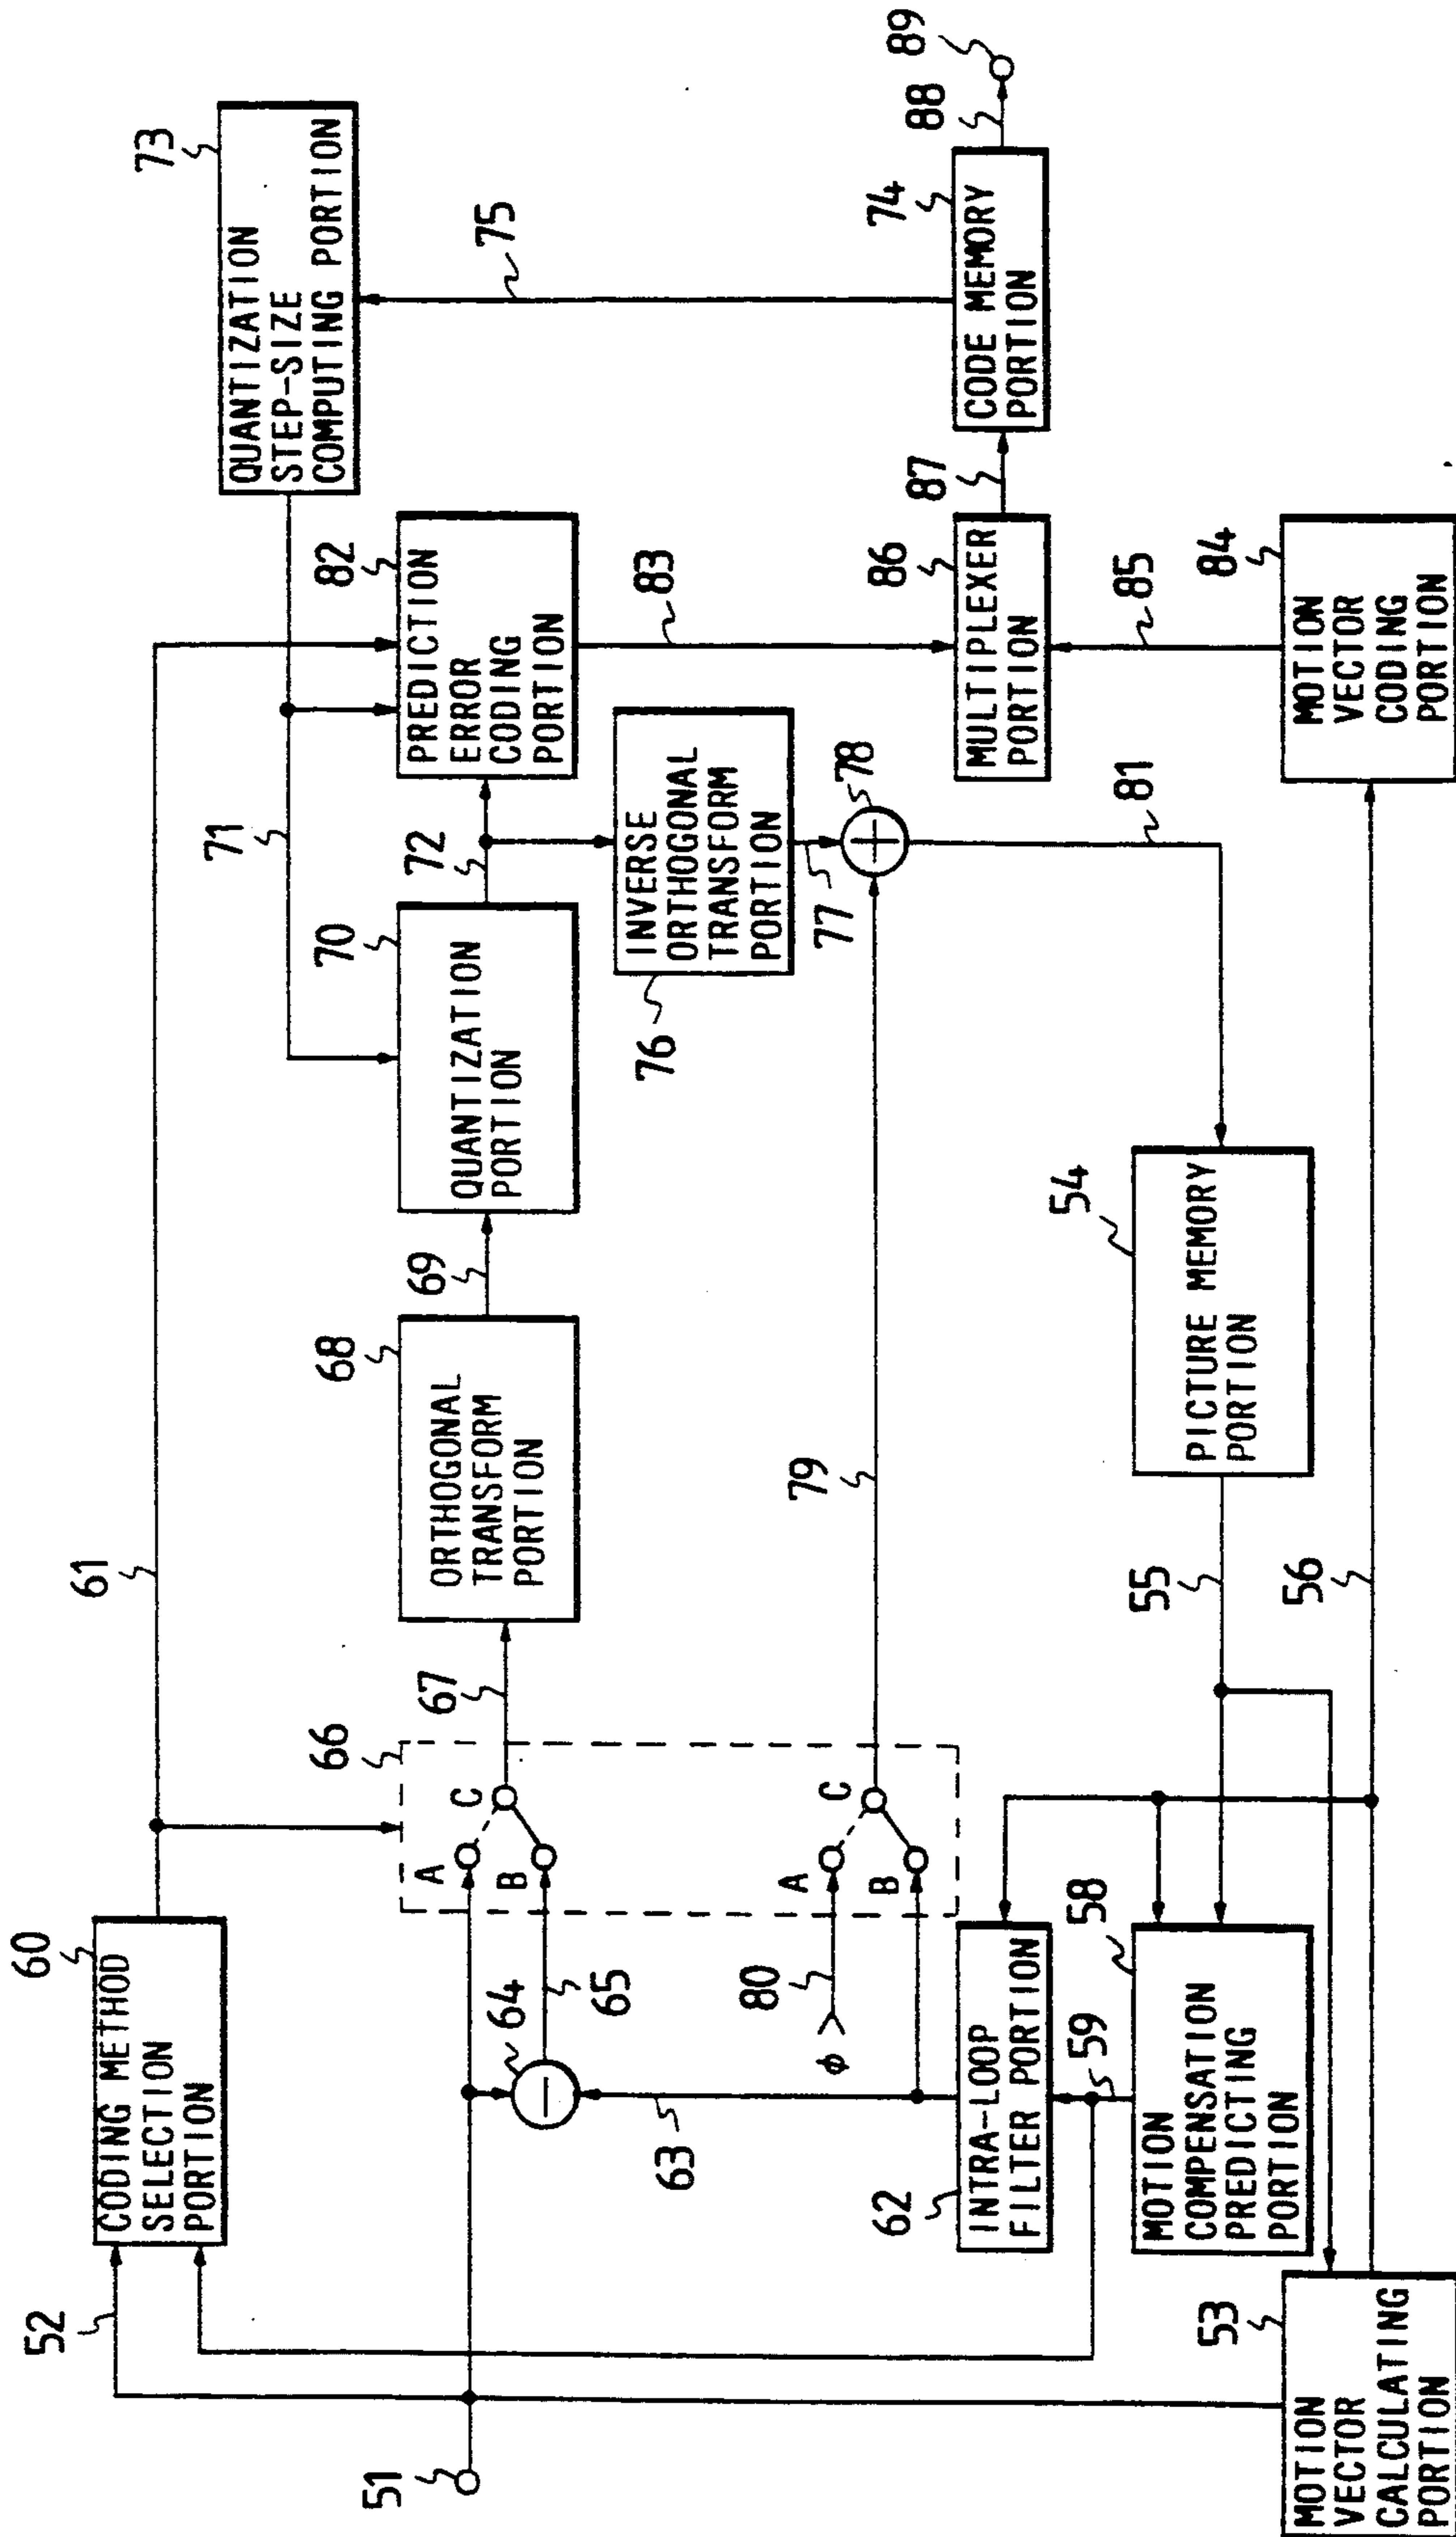 60
CODING METHOD
SELECTION
PORTION
52
61
73
QUANTIZATION
STEP-SIZE
COMPUTING PORTION
71
75
51
64
65
66
A
B
C
67
68
ORTHOGONAL
TRANSFORM
PORTION
69
70
QUANTIZATION
PORTION
72
82
PREDICTION
ERROR
CODING
PORTION
83
76
INVERSE
ORTHOGONAL
TRANSFORM
PORTION
77
78
63
φ
80
A
B
C
79
81
62
INTRA-LOOP
FILTER PORTION
59
58
MOTION
COMPENSATION
PREDICTING
PORTION
54
PICTURE MEMORY
PORTION
55
86
MULTIPLEXER
PORTION
87
74
CODE MEMORY
PORTION
88
89
53
MOTION
VECTOR
CALCULATING
PORTION
56
85
84
MOTION
VECTOR
CODING
PORTION